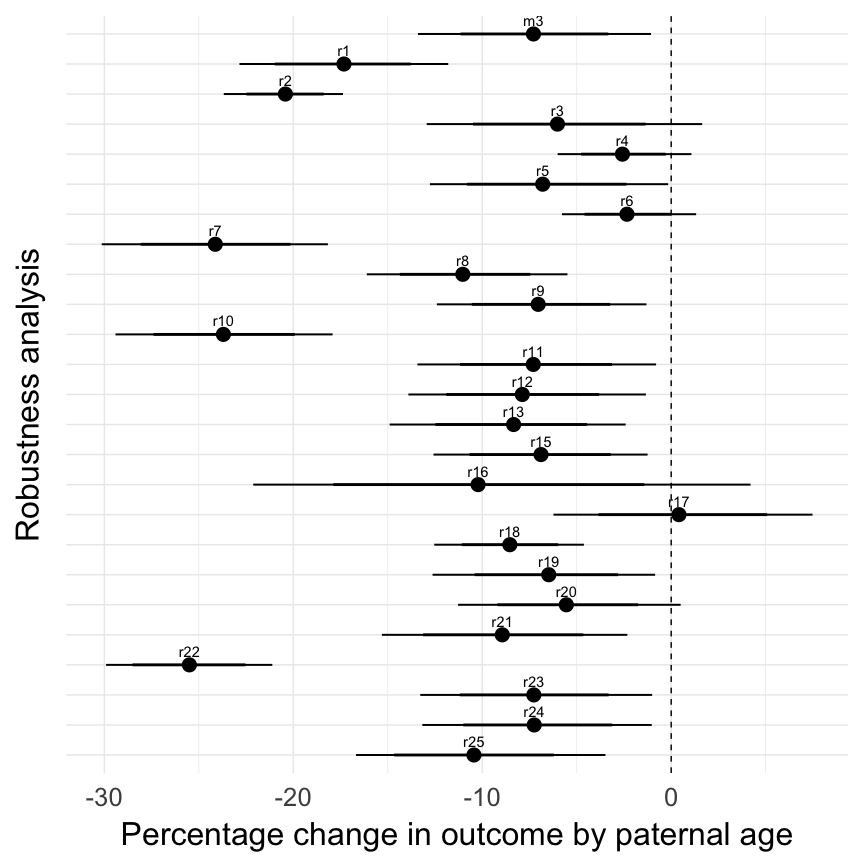 m3
r1
r2
r3
r4
r5
r6
r7
r8
r9
r10
r11
r12
r13
r15
r16
r17
r18
r19
r20
r21
r22
r23
r24
r25
Robustness analysis
-30 -20 -10 0
Percentage change in outcome by paternal age